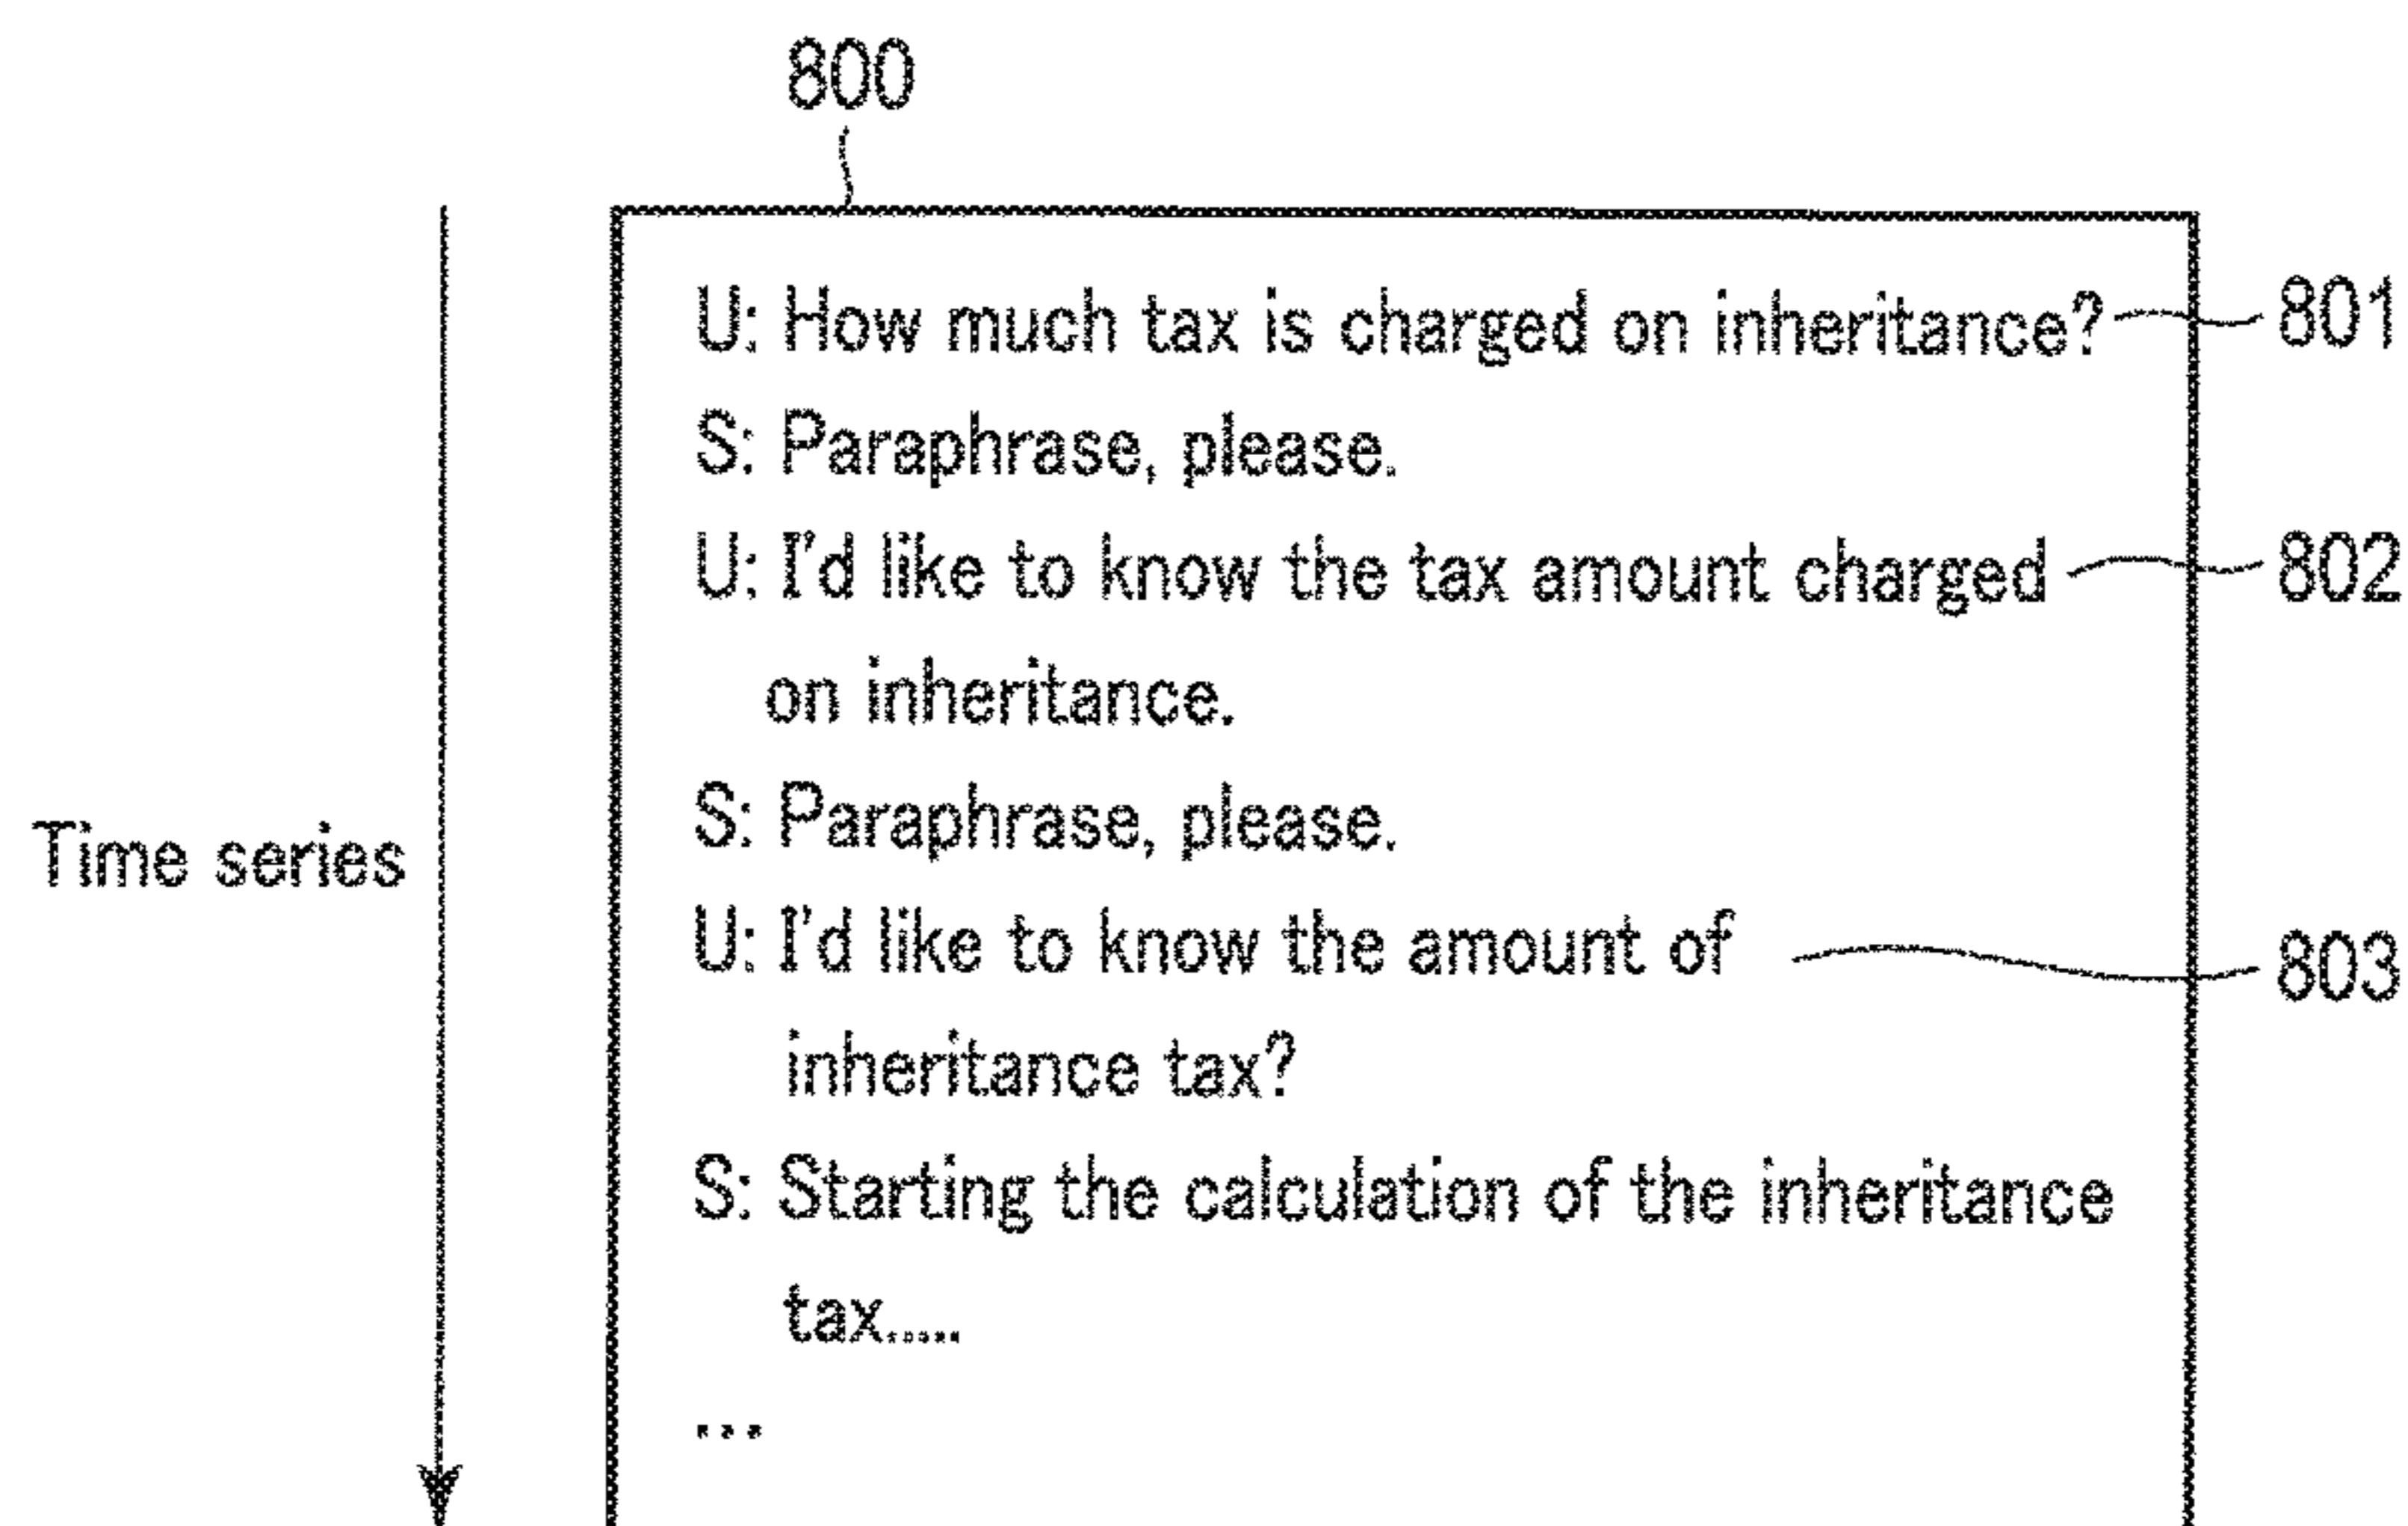 800
U: How much tax is charged on inheritance? 801
S: Paraphrase, please.
U: I'd like to know the tax amount charged 802
on inheritance.
S: Paraphrase, please.
Time series
U: I'd like to know the amount of 803
inheritance tax?
S: Starting the calculation of the inheritance
tax.....
...